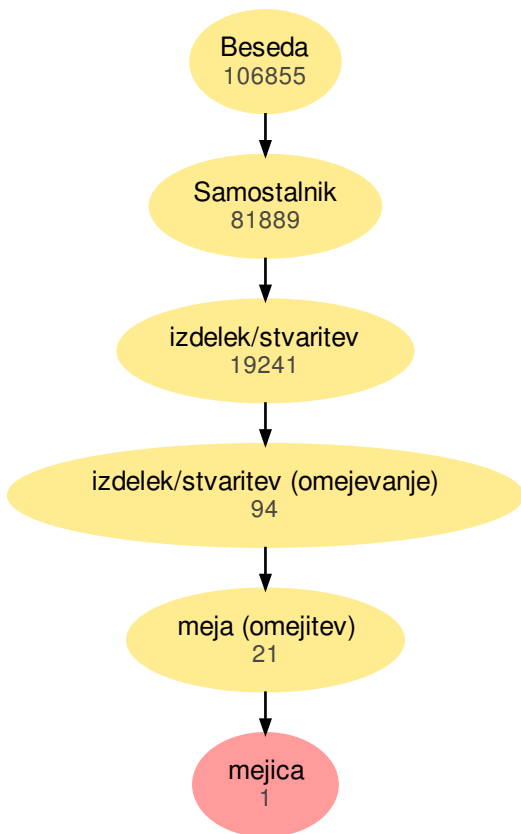 Beseda
106855
Samostalnik
81889
izdelek/stvaritev
19241
izdelek/stvaritev (omejevanje)
94
meja (omejitev)
21
mejica
1